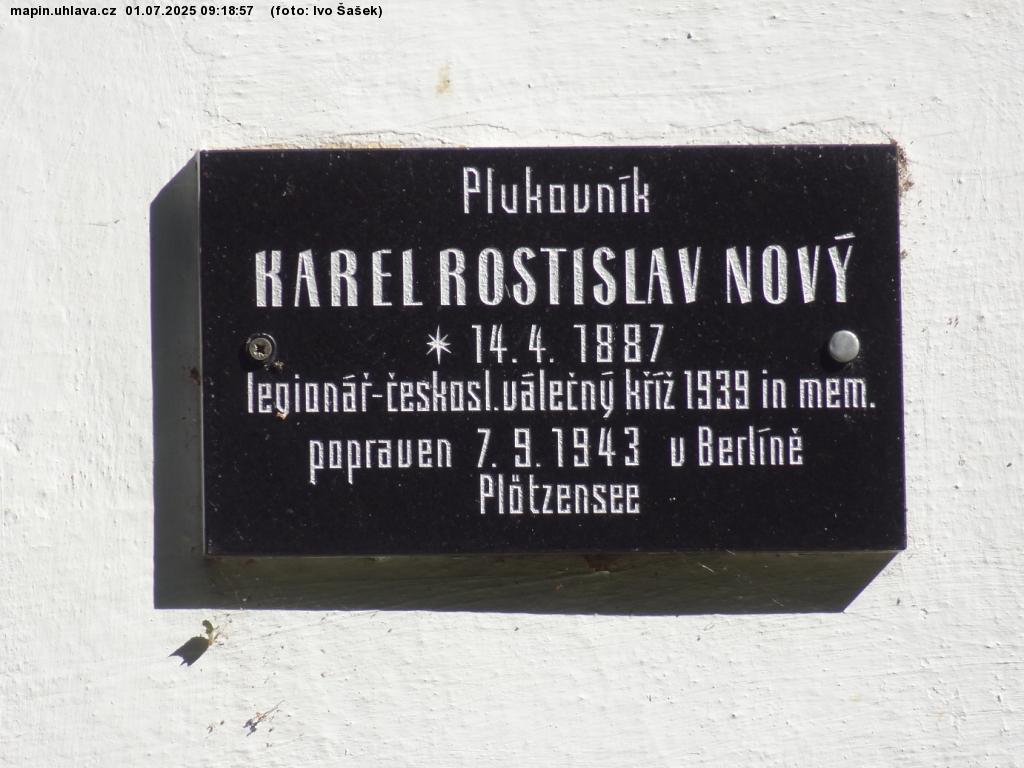 mapin.uhlava.cz 01.07.2025 09:18:57 (foto: Ivo Šašek)
Plukovník
KAREL ROSTISLAV NOVÝ
* 14. 4. 1887
legionář-českosl.válečný kříž 1939 in mem.
popraven 7. 9. 1943 v Berlíně
Plötzensee